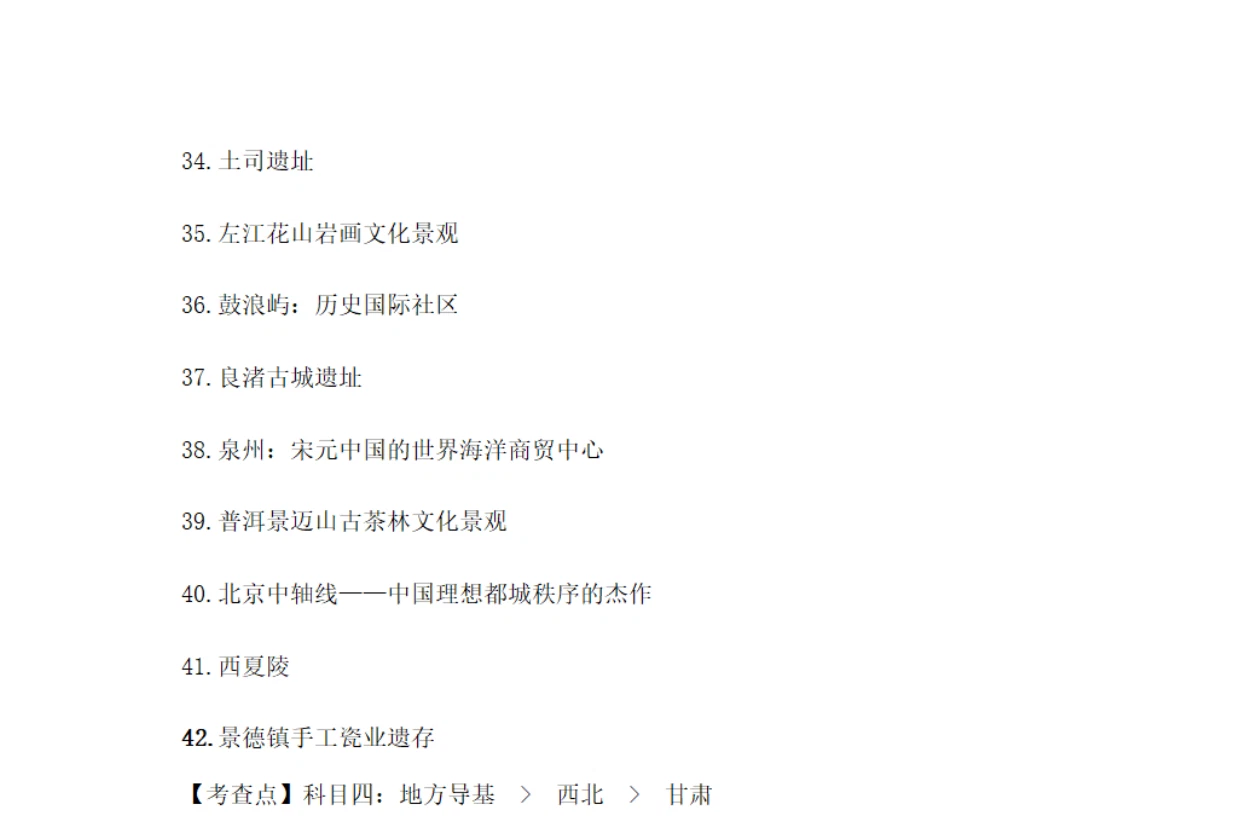 34. 土司遗址
35. 左江花山岩画文化景观
36. 鼓浪屿：历史国际社区
37. 良渚古城遗址
38. 泉州：宋元中国的世界海洋商贸中心
39. 普洱景迈山古茶林文化景观
40. 北京中轴线——中国理想都城秩序的杰作
41. 西夏陵
42. 景德镇手工瓷业遗存
【考查点】科目四：地方导基 > 西北 > 甘肃